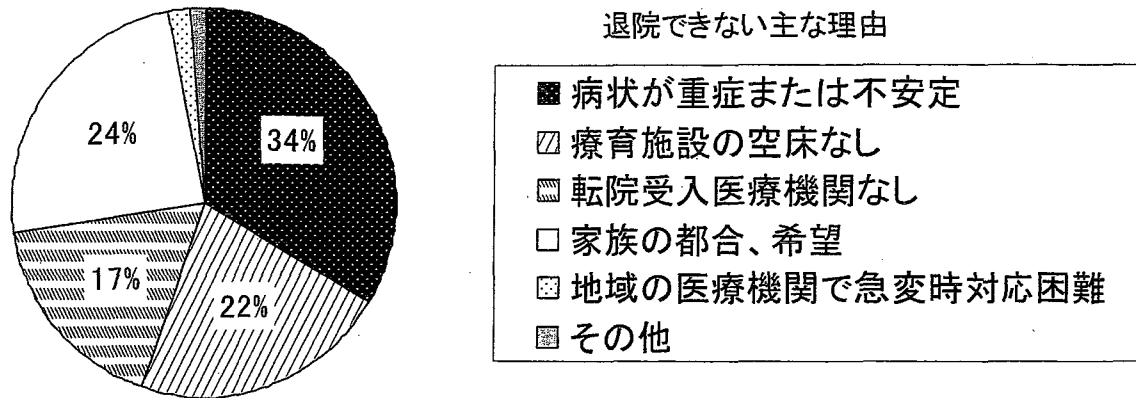 退院できない主な理由
34%
22%
17%
24%
病状が重症または不安定
療育施設の空床なし
転院受入医療機関なし
家族の都合、希望
地域の医療機関で急変時対応困難
その他